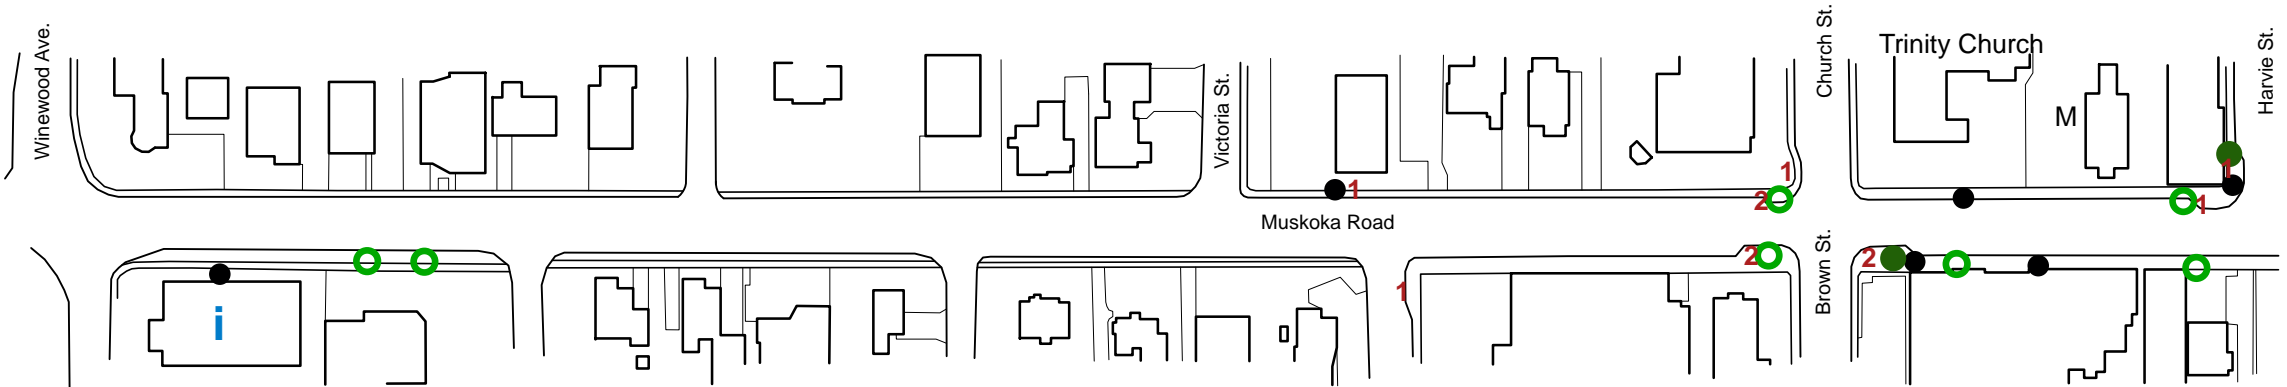 Winewood Ave.
Victoria St.
Church St.
Trinity Church
Harvie St.
M
1
1
2
1
1
Muskoka Road
i
1
2
Brown St.
2